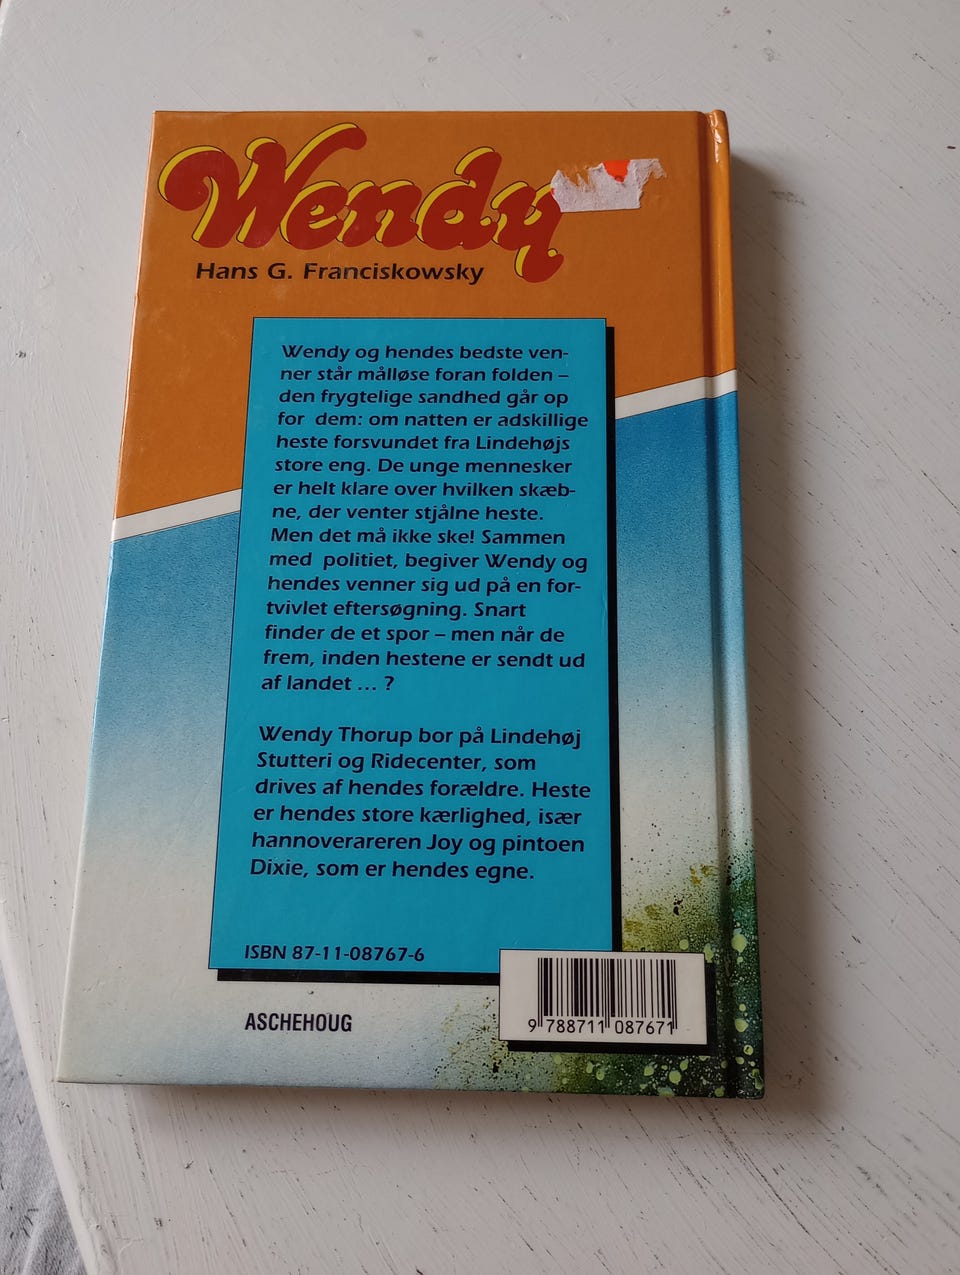 Wendy
Hans G. Franciskowsky
Wendy og hendes bedste ven-
ner står målløse foran folden –
den frygtelige sandhed går op
for dem: om natten er adskillige
heste forsvundet fra Lindehøjs
store eng. De unge mennesker
er helt klare over hvilken skæb-
ne, der venter stjålne heste.
Men det må ikke ske! Sammen
med politiet, begiver Wendy og
hendes venner sig ud på en for-
tvivlet eftersøgning. Snart
finder de et spor – men når de
frem, inden hestene er sendt ud
af landet ... ?
Wendy Thorup bor på Lindehøj
Stutteri og Ridecenter, som
drives af hendes forældre. Heste
er hendes store kærlighed, især
hannoverareren Joy og pintoen
Dixie, som er hendes egne.
ISBN 87-11-08767-6
ASCHEHOUG
9 788711 087671